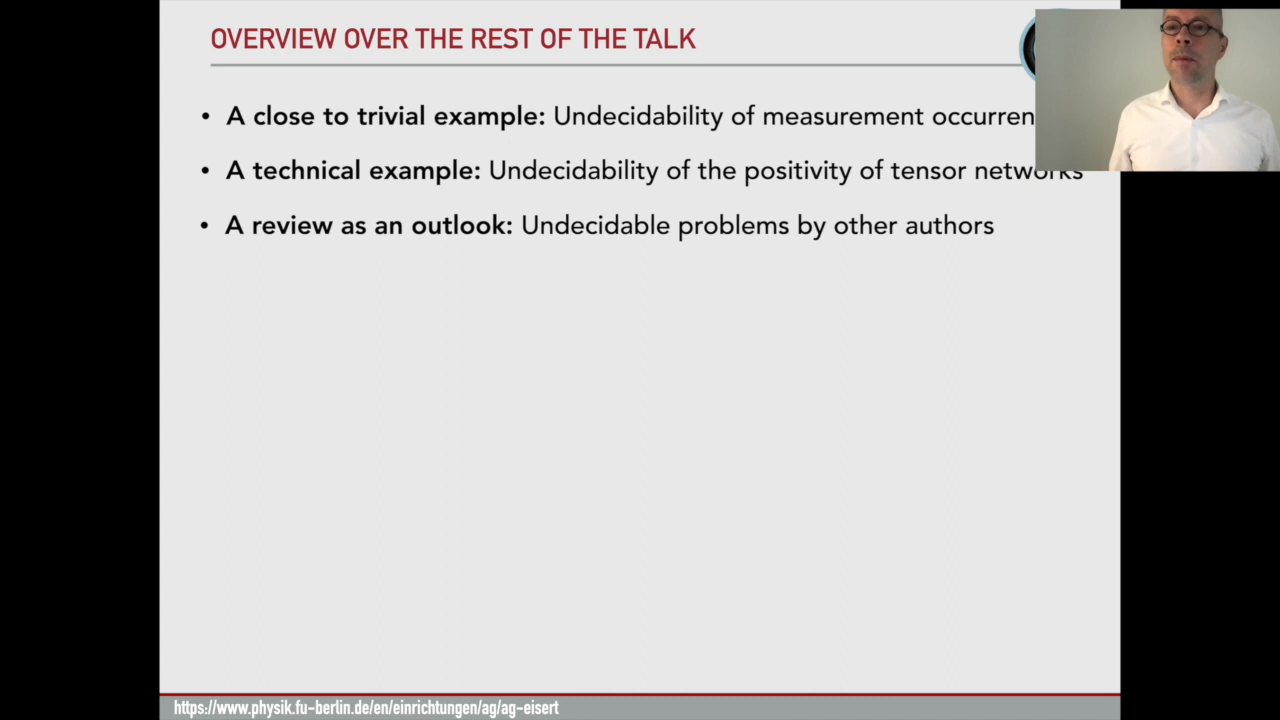 OVERVIEW OVER THE REST OF THE TALK
• A close to trivial example: Undecidability of measurement
• A technical example: Undecidability of the positivity of tensor networks
• A review as an outlook: Undecidable problems by other authors
https://www.physik.fu-berlin.de/en/einrichtungen/ag/ag-eisert